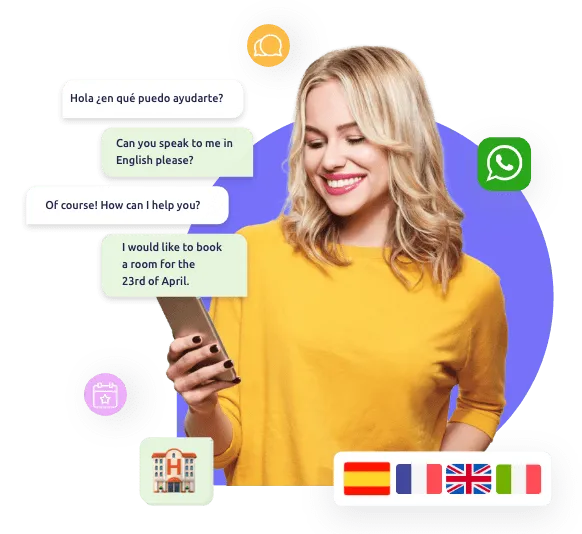 Hola ¿en qué puedo ayudarte?
Can you speak to me in
English please?
Of course! How can I help you?
I would like to book
a room for the
23rd of April.
H